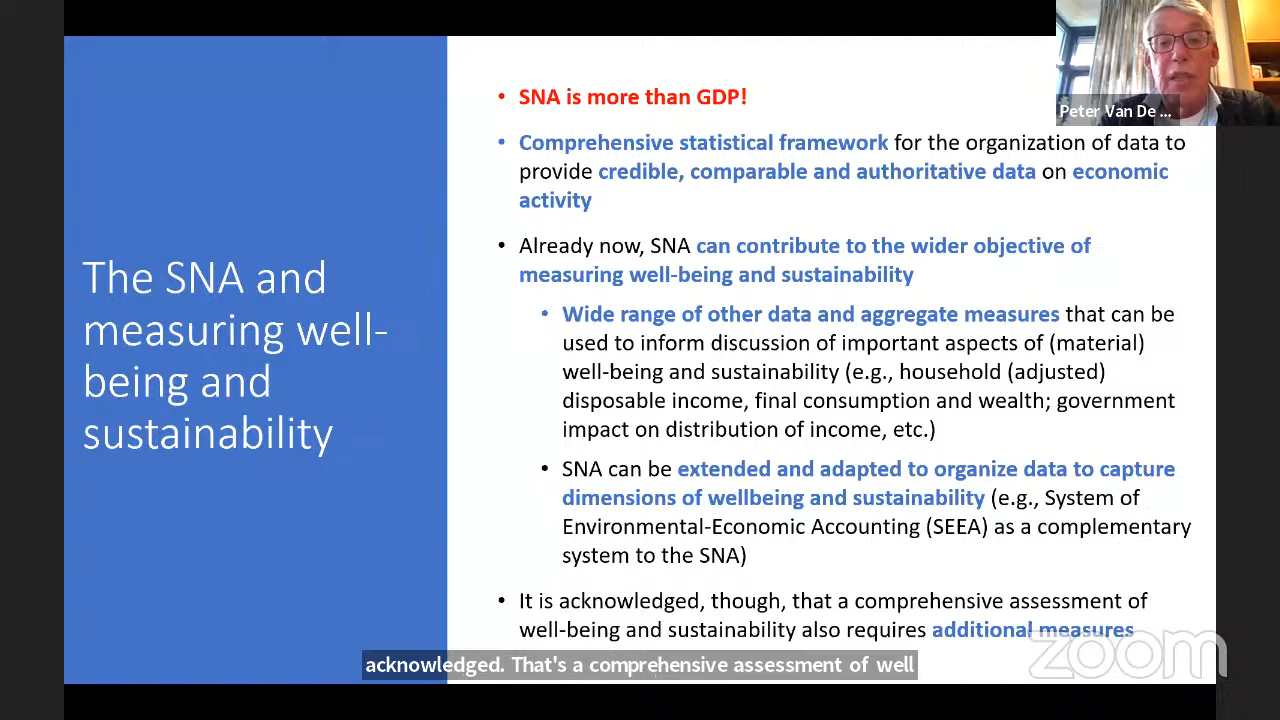 The SNA and
measuring well-
being and
sustainability
• SNA is more than GDP!
• Comprehensive statistical framework for the organization of data to
provide credible, comparable and authoritative data on economic
activity
• Already now, SNA can contribute to the wider objective of
measuring well-being and sustainability
• Wide range of other data and aggregate measures that can be
used to inform discussion of important aspects of (material)
well-being and sustainability (e.g., household (adjusted)
disposable income, final consumption and wealth; government
impact on distribution of income, etc.)
• SNA can be extended and adapted to organize data to capture
dimensions of wellbeing and sustainability (e.g., System of
Environmental-Economic Accounting (SEEA) as a complementary
system to the SNA)
• It is acknowledged, though, that a comprehensive assessment of
well-being and sustainability also requires additional measures
acknowledged. That's a comprehensive assessment of well
Peter Van De ...
zoom